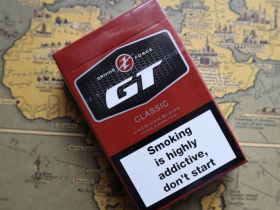 DRIVING FORCE
GT
CLASSIC
AMERICAN BLEND
Smoking
is highly
addictive,
don't start